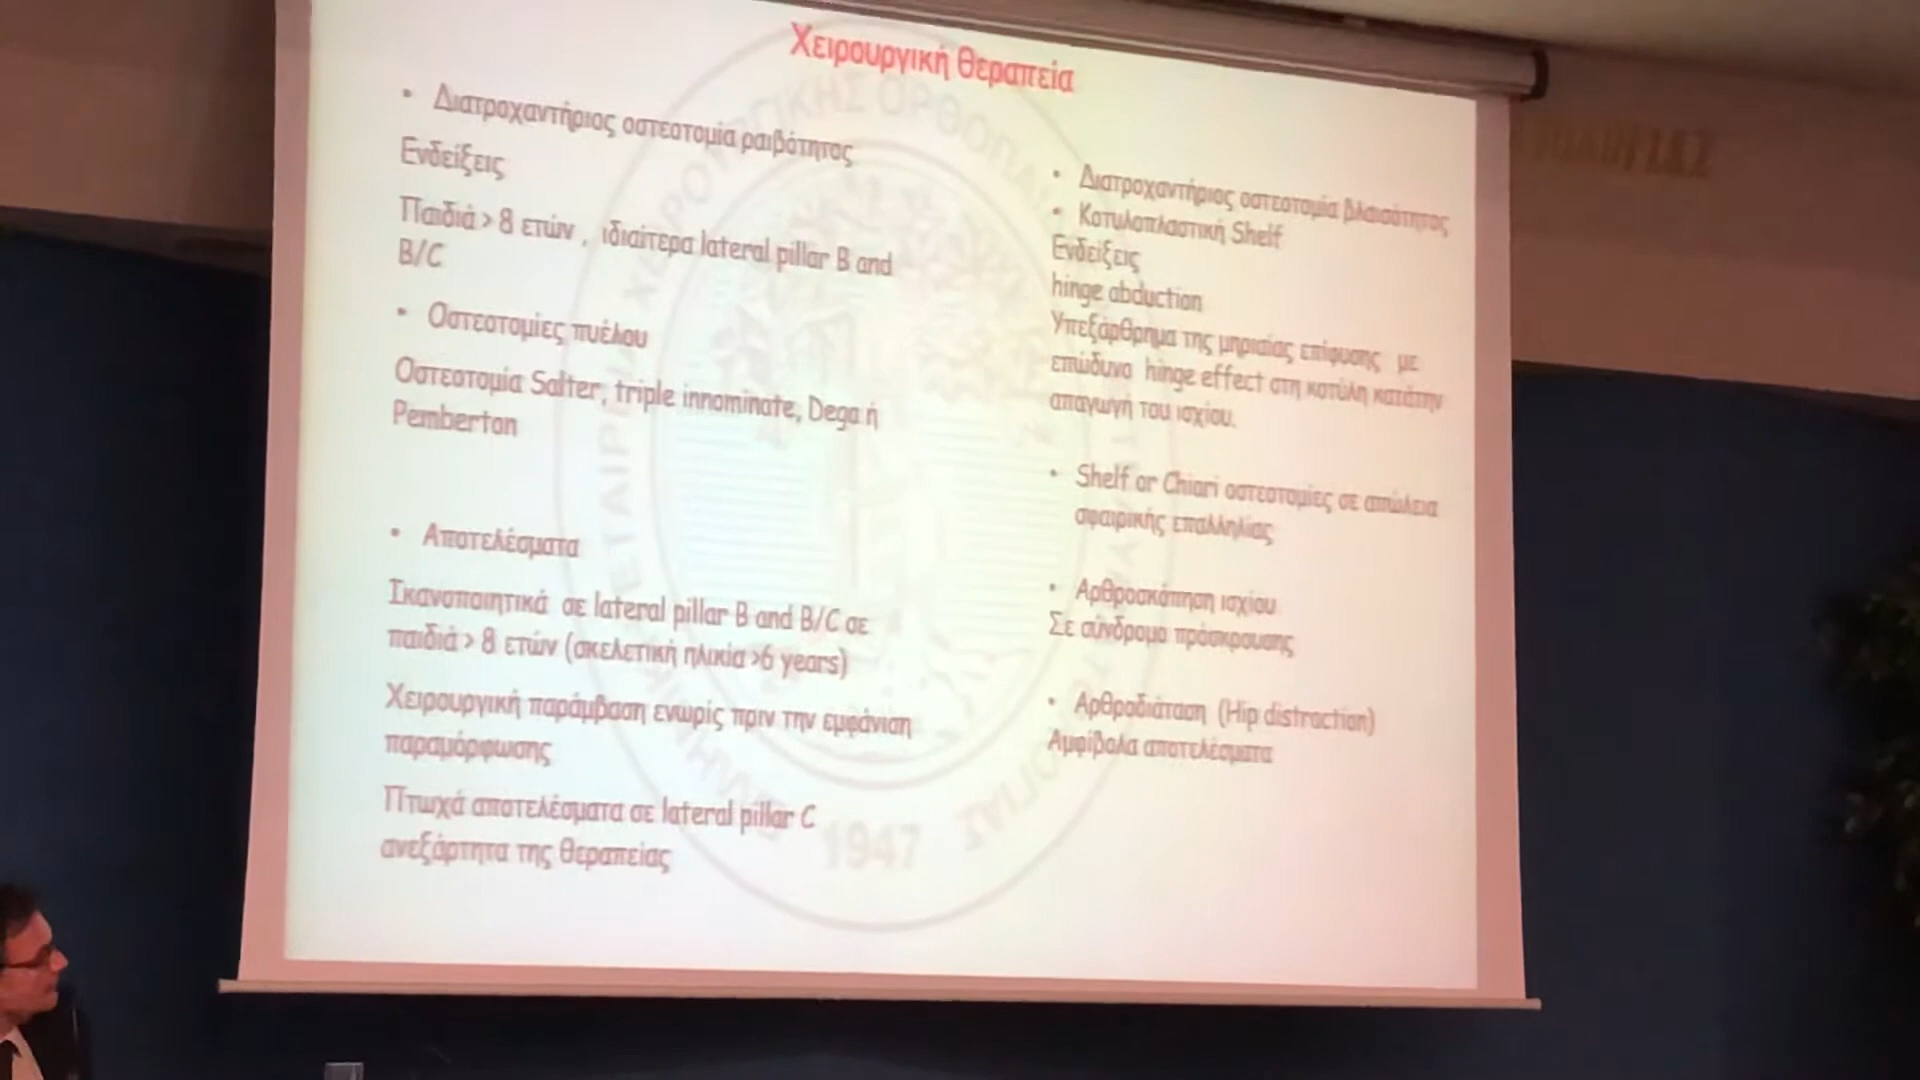 Χειρουργική θεραπεία
• Διατροχαντήριος οστεοτομία ραιβότητος
Ενδείξεις
Παιδιά > 8 ετών , ιδιαίτερα lateral pillar B and
B/C
• Οστεοτομίες πυέλου
Οστεοτομία Salter, triple innominate, Dega ή
Pemberton
• Αποτελέσματα
Ικανοποιητικά σε lateral pillar B and B/C σε
παιδιά > 8 ετών (σκελετική ηλικία >6 years)
Χειρουργική παράμβαση ενωρίς πριν την εμφάνιση
παραμόρφωσης
Πτωχά αποτελέσματα σε lateral pillar C
ανεξάρτητα της θεραπείας
• Διατροχαντήριος οστεοτομία βλαισότητος
• Κοτυλοπλαστική Shelf
Ενδείξεις
hinge abduction
Υπεξάρθρημα της μηριαίας επίφυσης με
επώδυνο hinge effect στη κοτύλη κατάτην
απαγωγή του ισχίου.
• Shelf or Chiari οστεοτομίες σε απώλεια
σφαιρικής επαλληλίας
• Αρθροσκόπηση ισχίου
Σε σύνδρομο πρόσκρουσης
• Αρθροδιάταση (Hip distraction)
Αμφίβολα αποτελέσματα
1947